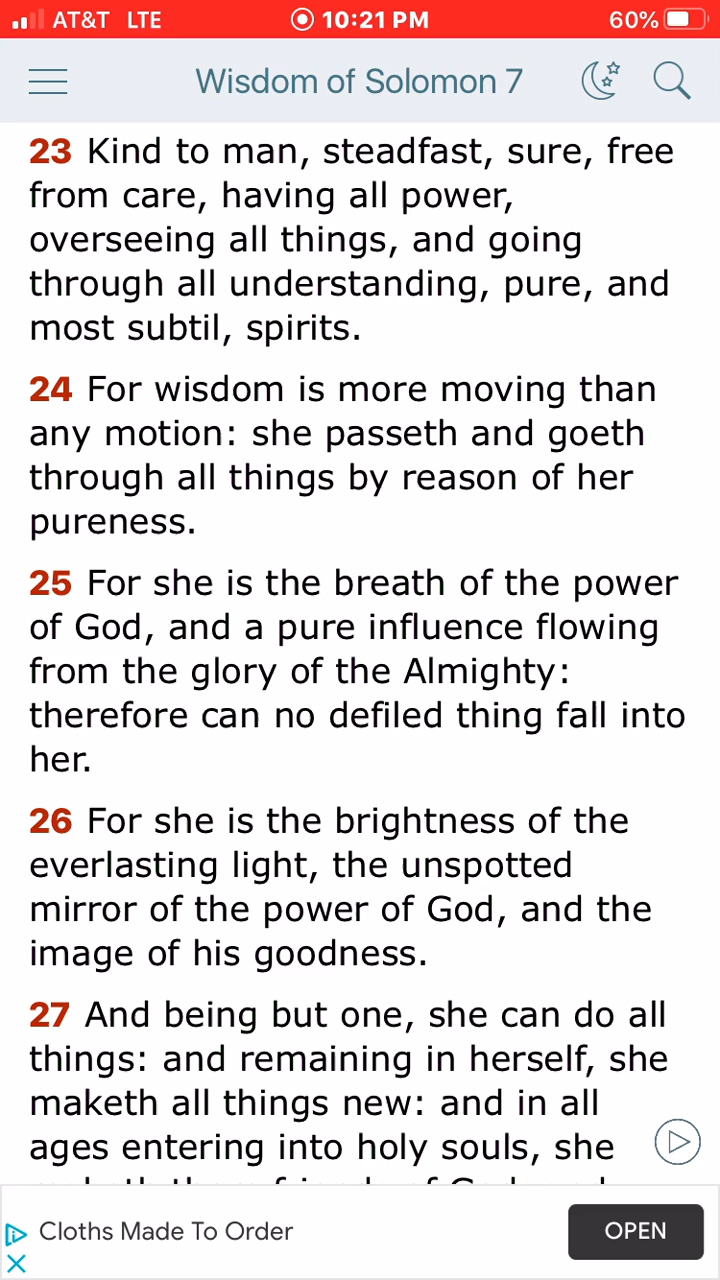 AT&T LTE 10:21 PM 60%
Wisdom of Solomon 7
23 Kind to man, steadfast, sure, free
from care, having all power,
overseeing all things, and going
through all understanding, pure, and
most subtil, spirits.
24 For wisdom is more moving than
any motion: she passeth and goeth
through all things by reason of her
pureness.
25 For she is the breath of the power
of God, and a pure influence flowing
from the glory of the Almighty:
therefore can no defiled thing fall into
her.
26 For she is the brightness of the
everlasting light, the unspotted
mirror of the power of God, and the
image of his goodness.
27 And being but one, she can do all
things: and remaining in herself, she
maketh all things new: and in all
ages entering into holy souls, she
Cloths Made To Order
OPEN